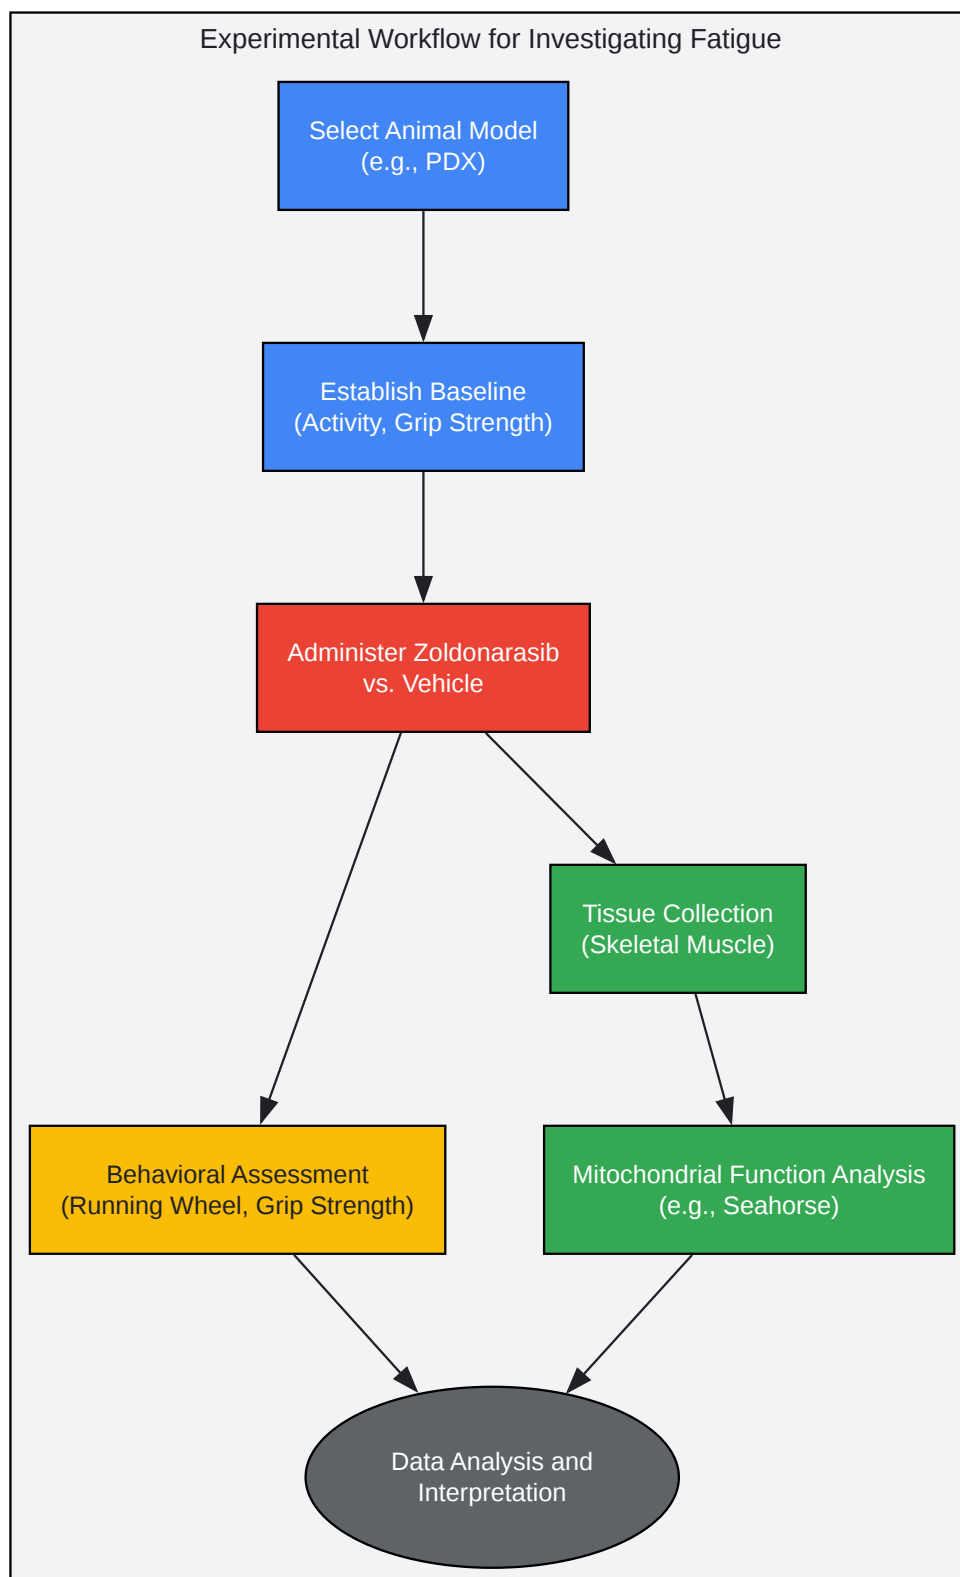 Experimental Workflow for Investigating Fatigue
Select Animal Model
(e.g., PDX)
Establish Baseline
(Activity, Grip Strength)
Administer Zoldonarasib
vs. Vehicle
Tissue Collection
(Skeletal Muscle)
Behavioral Assessment
(Running Wheel, Grip Strength)
Mitochondrial Function Analysis
(e.g., Seahorse)
Data Analysis and
Interpretation